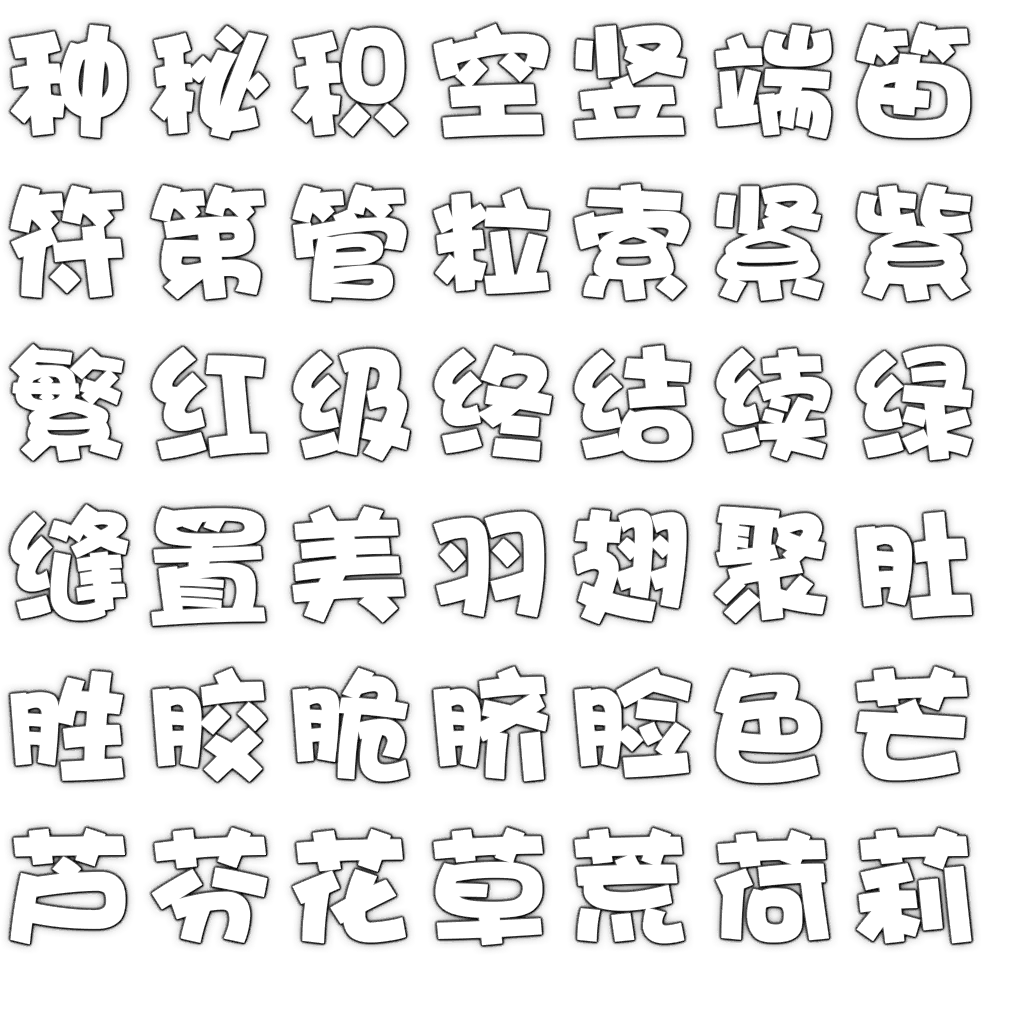 种秘积空竖端笛
符第管粒索紧紫
繁红级终结续绿
缝置美羽翅聚肚
胜胶脆脐脸色芒
芦芬花草荒荷莉